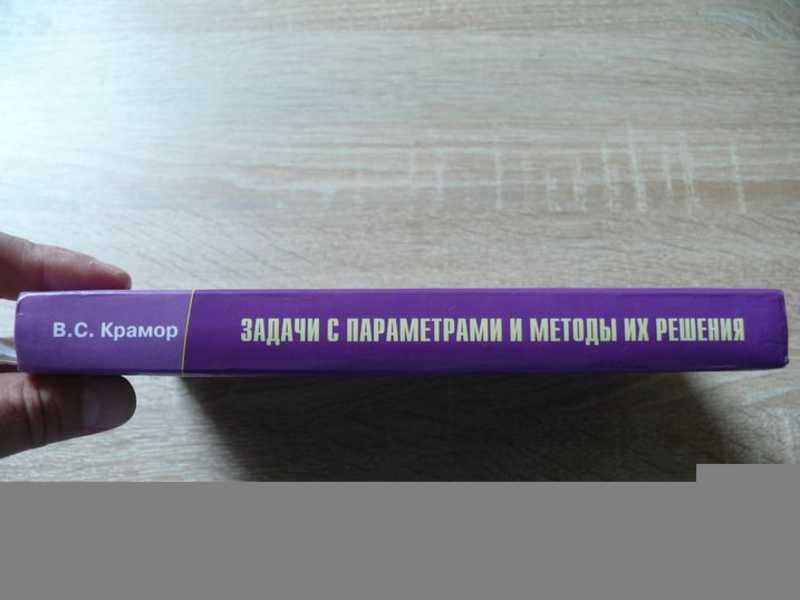 В.С. Крамор
ЗАДАЧИ С ПАРАМЕТРАМИ И МЕТОДЫ ИХ РЕШЕНИЯ